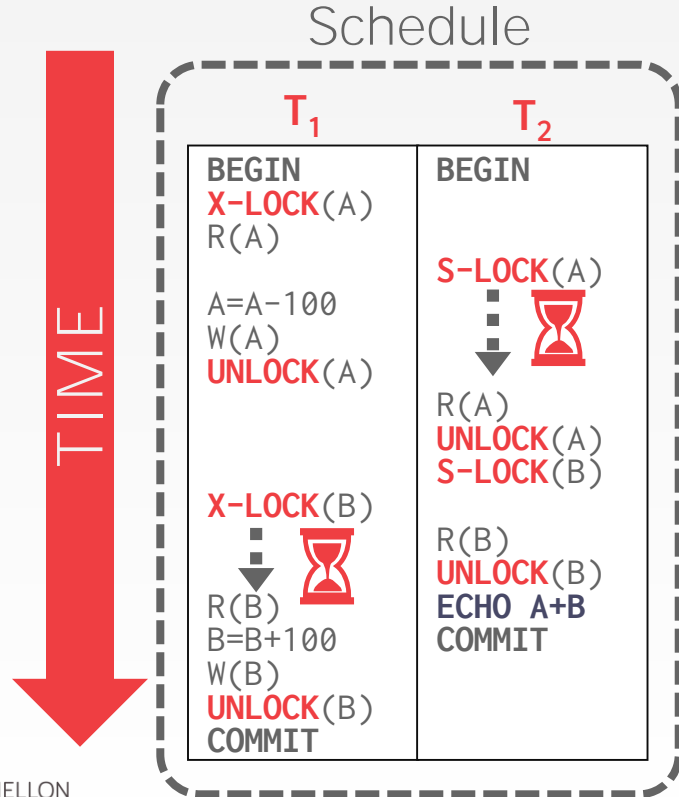 Schedule
TIME
T1
T2
BEGIN
X-LOCK(A)
R(A)
A=A-100
W(A)
UNLOCK(A)
X-LOCK(B)
R(B)
B=B+100
W(B)
UNLOCK(B)
COMMIT
BEGIN
S-LOCK(A)
R(A)
UNLOCK(A)
S-LOCK(B)
R(B)
UNLOCK(B)
ECHO A+B
COMMIT